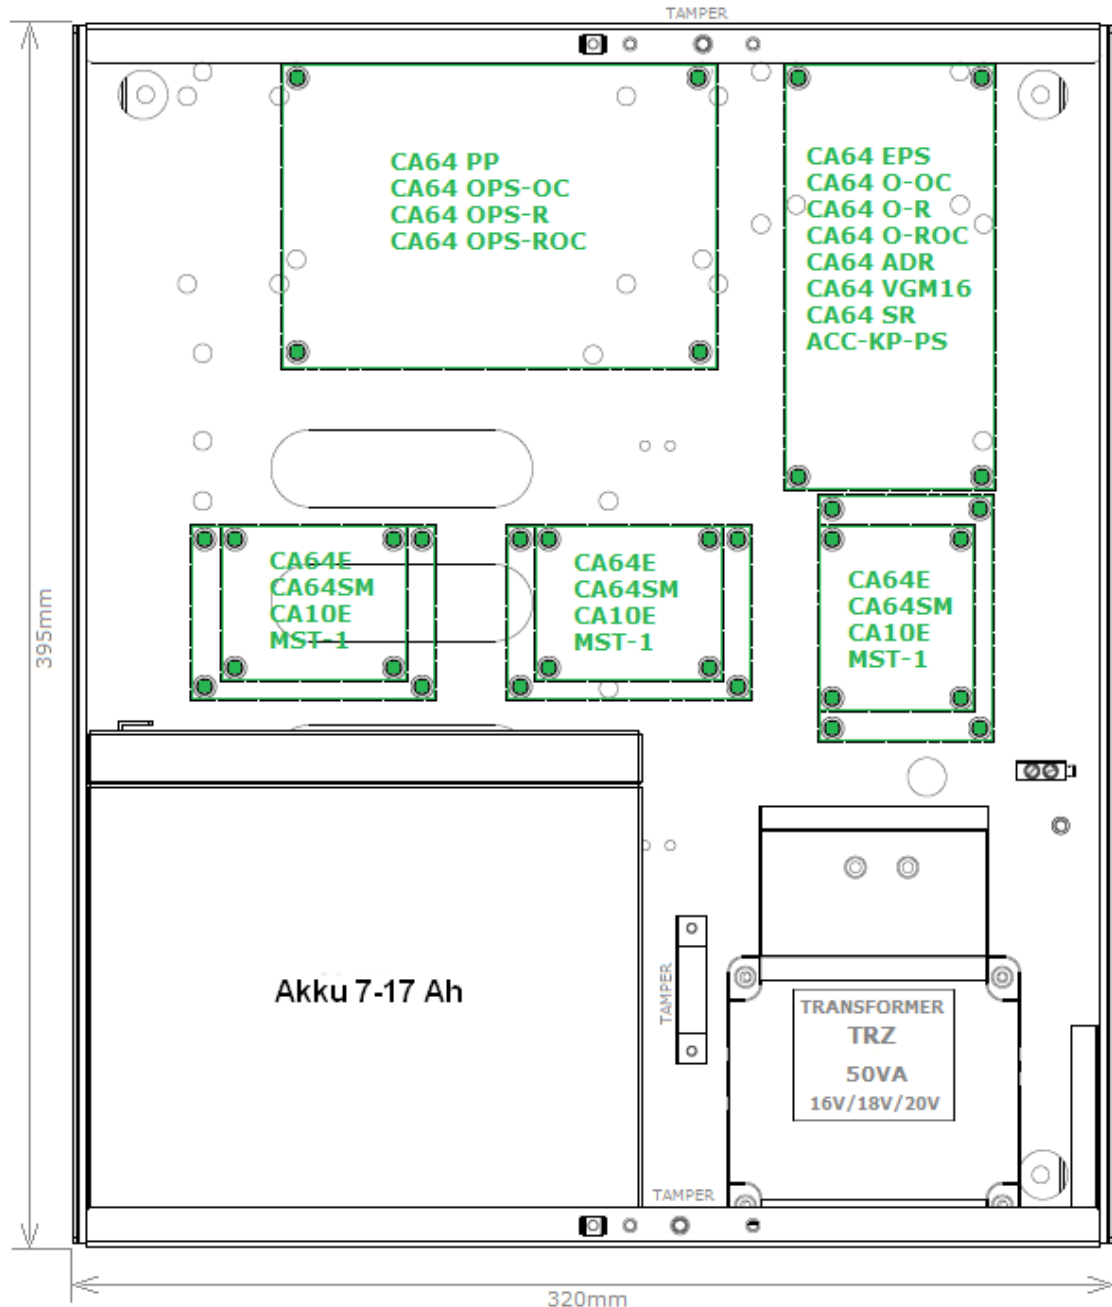 TAMPER
CA64 PP
CA64 OPS-OC
CA64 OPS-R
CA64 OPS-ROC
CA64 EPS
CA64 O-OC
CA64 O-R
CA64 O-ROC
CA64 ADR
CA64 VGM16
CA64 SR
ACC-KP-PS
CA64E
CA64SM
CA10E
MST-1
CA64E
CA64SM
CA10E
MST-1
CA64E
CA64SM
CA10E
MST-1
395mm
Akku 7-17 Ah
TAMPER
TRANSFORMER
TRZ
50VA
16V/18V/20V
TAMPER
320mm